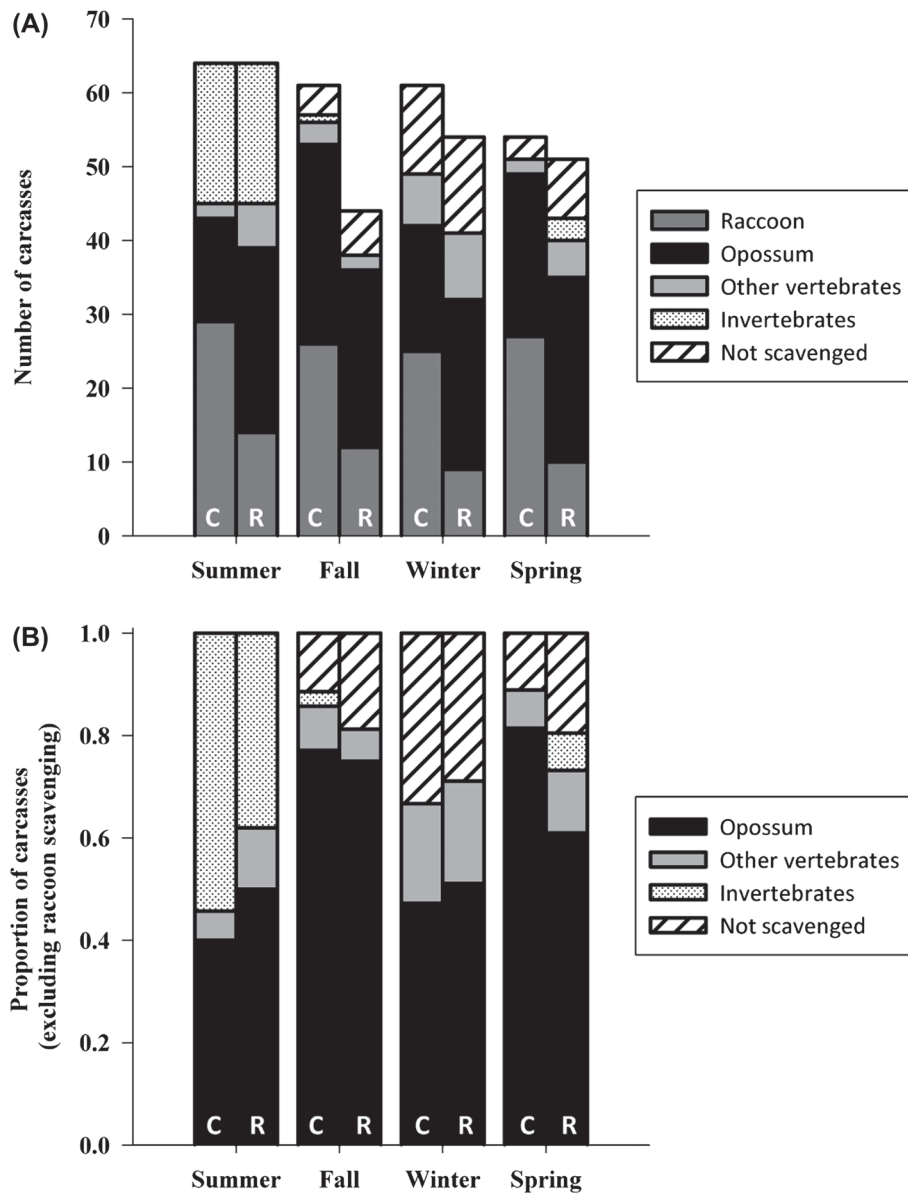 (A)
70
60
50
40
30
20
10
0
Number of carcasses
C R C R C R C R
Summer Fall Winter Spring
Raccoon
Opossum
Other vertebrates
Invertebrates
Not scavenged
(B)
1.0
0.8
0.6
0.4
0.2
0.0
Proportion of carcasses
(excluding raccoon scavenging)
C R C R C R C R
Summer Fall Winter Spring
Opossum
Other vertebrates
Invertebrates
Not scavenged